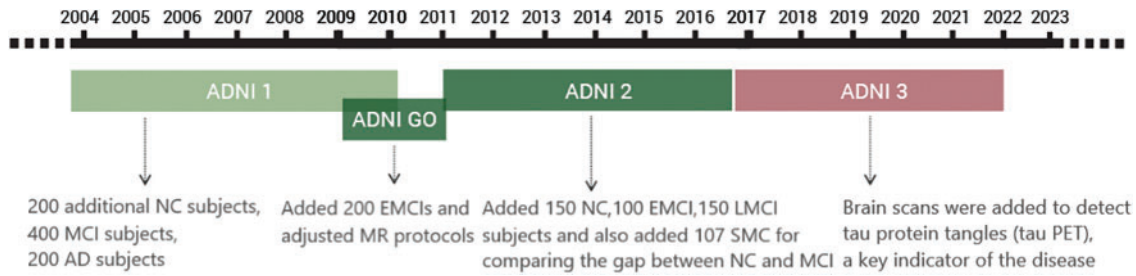 2004 2005 2006 2007 2008 2009 2010 2011 2012 2013 2014 2015 2016 2017 2018 2019 2020 2021 2022 2023
ADNI 1
ADNI GO
ADNI 2
ADNI 3
200 additional NC subjects,
400 MCI subjects,
200 AD subjects
Added 200 EMCIs and
adjusted MR protocols
Added 150 NC,100 EMCI,150 LMCI
subjects and also added 107 SMC for
comparing the gap between NC and MCI
Brain scans were added to detect
tau protein tangles (tau PET),
a key indicator of the disease